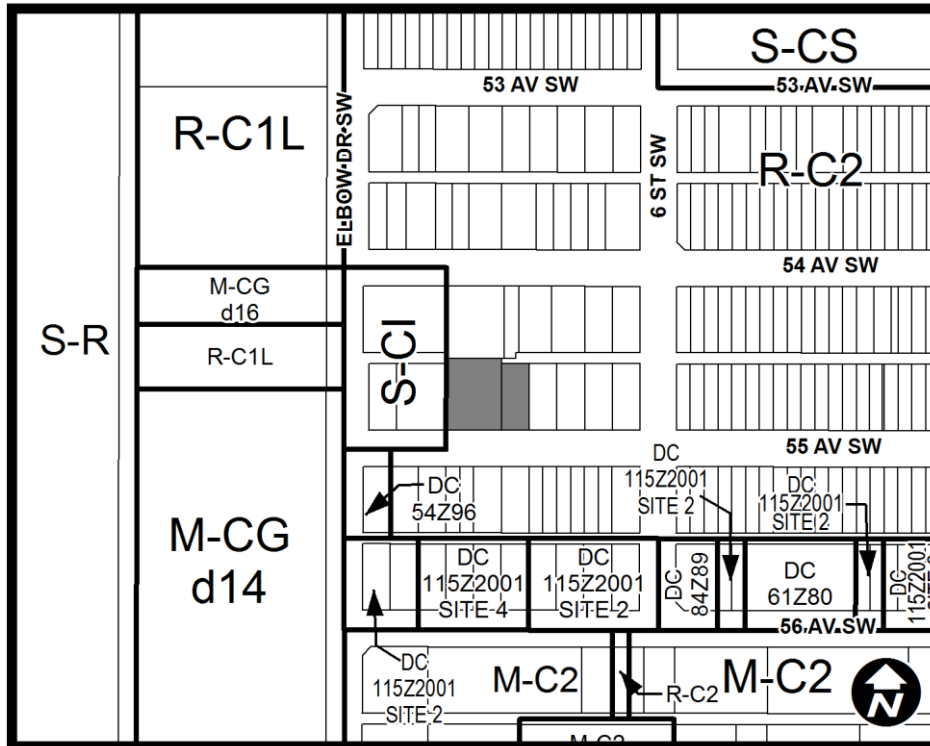 S-CS
53 AV SW
53 AV SW
R-C1L
ELBOW DR SW
6 ST SW
R-C2
54 AV SW
M-CG
d16
S-R
R-C1L
S-CI
55 AV SW
DC
115Z2001
SITE 2
DC
115Z2001
SITE 2
DC
54Z96
M-CG
d14
DC
115Z2001
SITE 4
DC
115Z2001
SITE 2
DC
84Z89
DC
61Z80
DC
115Z2001
56 AV SW
DC
115Z2001
SITE 2
M-C2
R-C2
M-C2
N